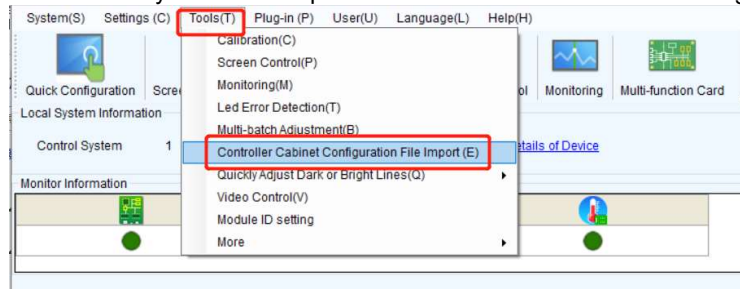 System(S) Settings (C) Tools(T) Plug-in (P) User(U) Language(L) Help(H)
Calibration(C)
Screen Control(P)
Monitoring(M)
Led Error Detection(T)
Multi-batch Adjustment(B)
Controller Cabinet Configuration File Import (E)
Quickly Adjust Dark or Bright Lines(Q)
Video Control(V)
Module ID setting
More
Quick Configuration
Monitoring Multi-function Card
Local System Information
Control System 1
of Device
Monitor Information